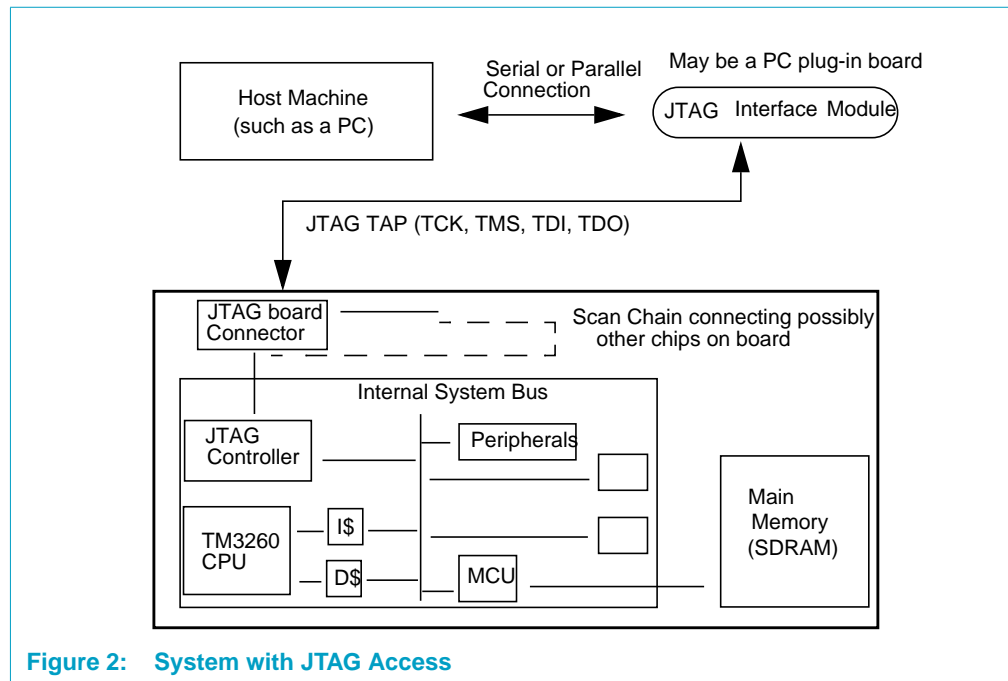 Host Machine
(such as a PC)
Serial or Parallel
Connection
May be a PC plug-in board
JTAG Interface Module
JTAG TAP (TCK, TMS, TDI, TDO)
JTAG board
Connector
Scan Chain connecting possibly
other chips on board
Internal System Bus
JTAG
Controller
Peripherals
TM3260
CPU
I$
D$
MCU
Main
Memory
(SDRAM)
Figure 2: System with JTAG Access